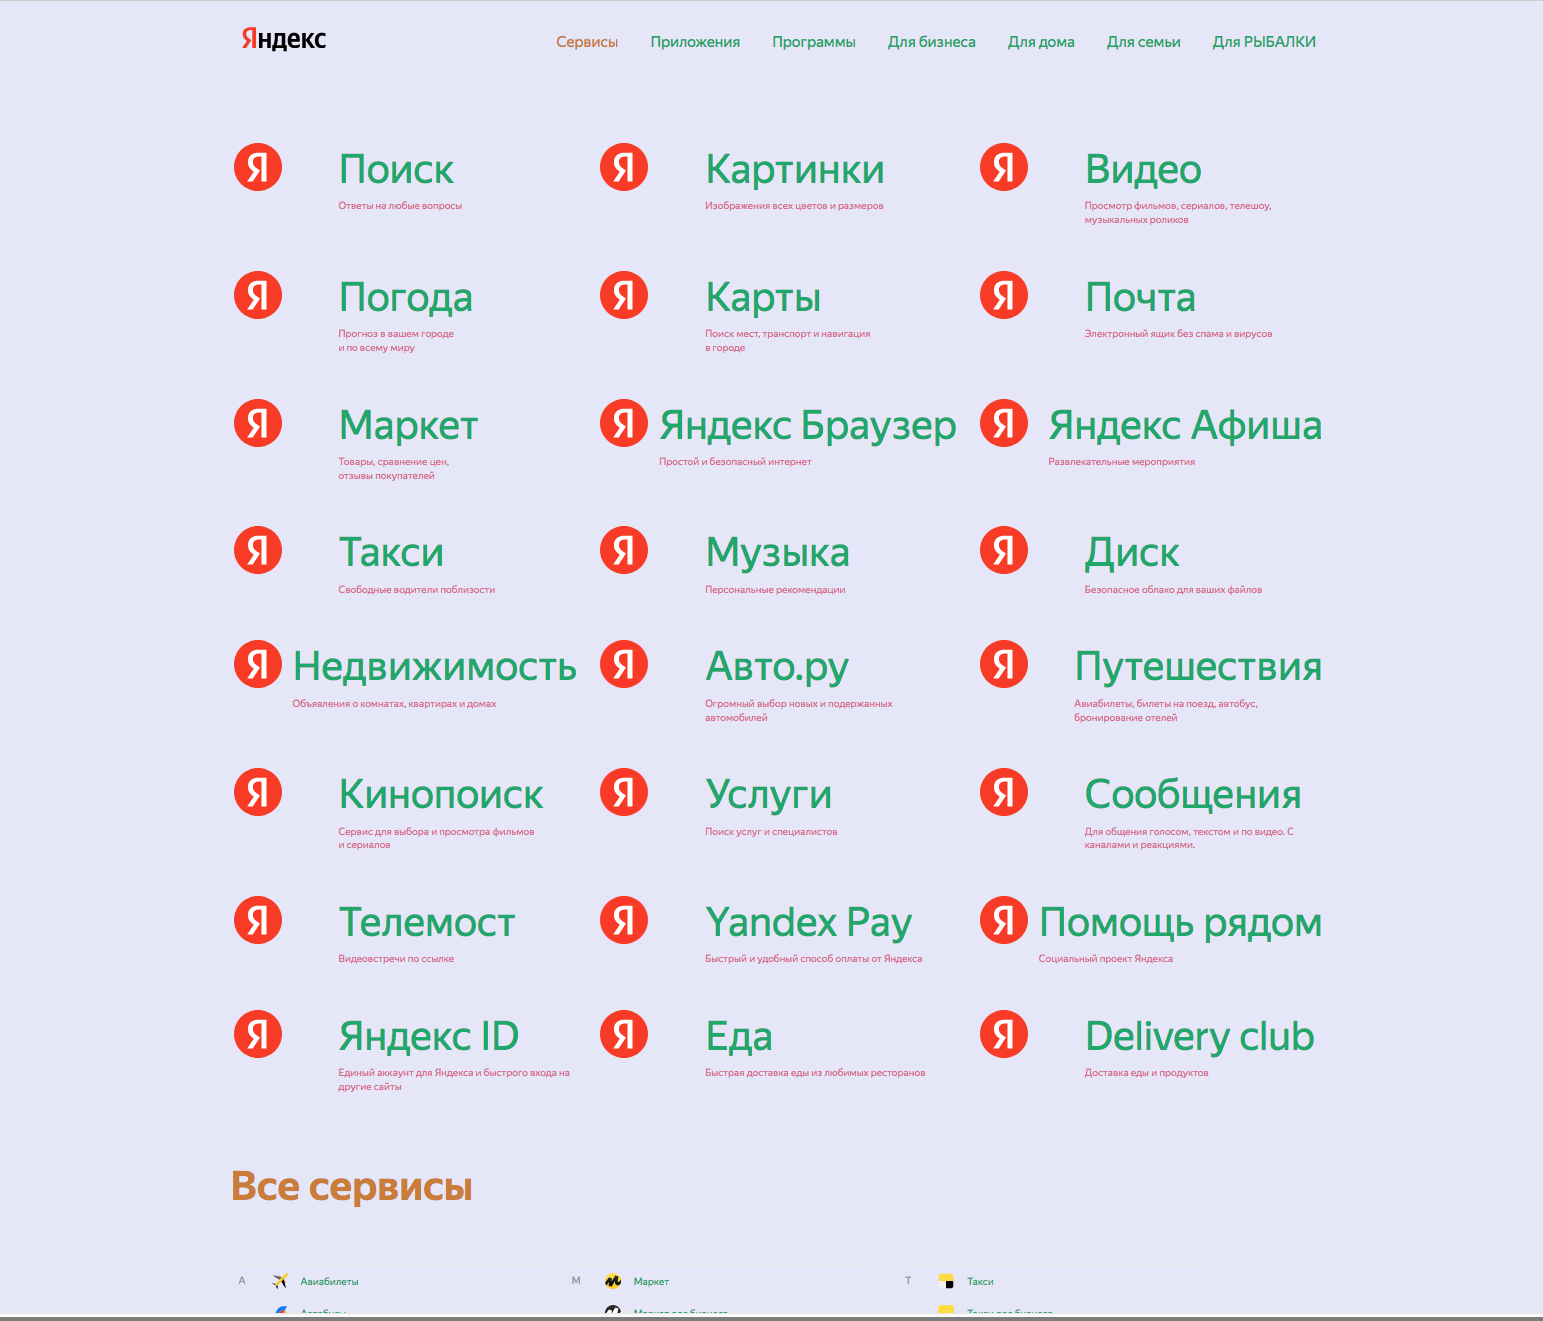 Яндекс
Сервисы Приложения Программы Для бизнеса Для дома Для семьи Для РЫБАЛКИ
Я Поиск Я Картинки Я Видео
Ответы на любые вопросы Изображения всех цветов и размеров Просмотр фильмов, сериалов, телешоу,
музыкальных роликов
Я Погода Я Карты Я Почта
Прогноз в вашем городе Поиск мест, транспорт и навигация Электронный ящик без спама и вирусов
и по всему миру в городе
Я Маркет Я Яндекс Браузер Я Яндекс Афиша
Товары, сравнение цен, Простой и безопасный интернет Развлекательные мероприятия
отзывы покупателей
Я Такси Я Музыка Я Диск
Свободные водители поблизости Персональные рекомендации Безопасное облако для ваших файлов
Я Недвижимость Я Авто.ру Я Путешествия
Объявления о комнатах, квартирах и домах Огромный выбор новых и подержанных Авиабилеты, билеты на поезд, автобус,
автомобилей бронирование отелей
Я Кинопоиск Я Услуги Я Сообщения
Сервис для выбора и просмотра фильмов Поиск услуг и специалистов Для общения голосом, текстом и по видео. С
и сериалов каналами и реакциями.
Я Телемост Я Yandex Pay Я Помощь рядом
Видеовстречи по ссылке Быстрый и удобный способ оплаты от Яндекса Социальный проект Яндекса
Я Яндекс ID Я Еда Я Delivery club
Единый аккаунт для Яндекса и быстрого входа на Быстрая доставка еды из любимых ресторанов Доставка еды и продуктов
другие сайты
Все сервисы
А Авиабилеты М Маркет Т Такси